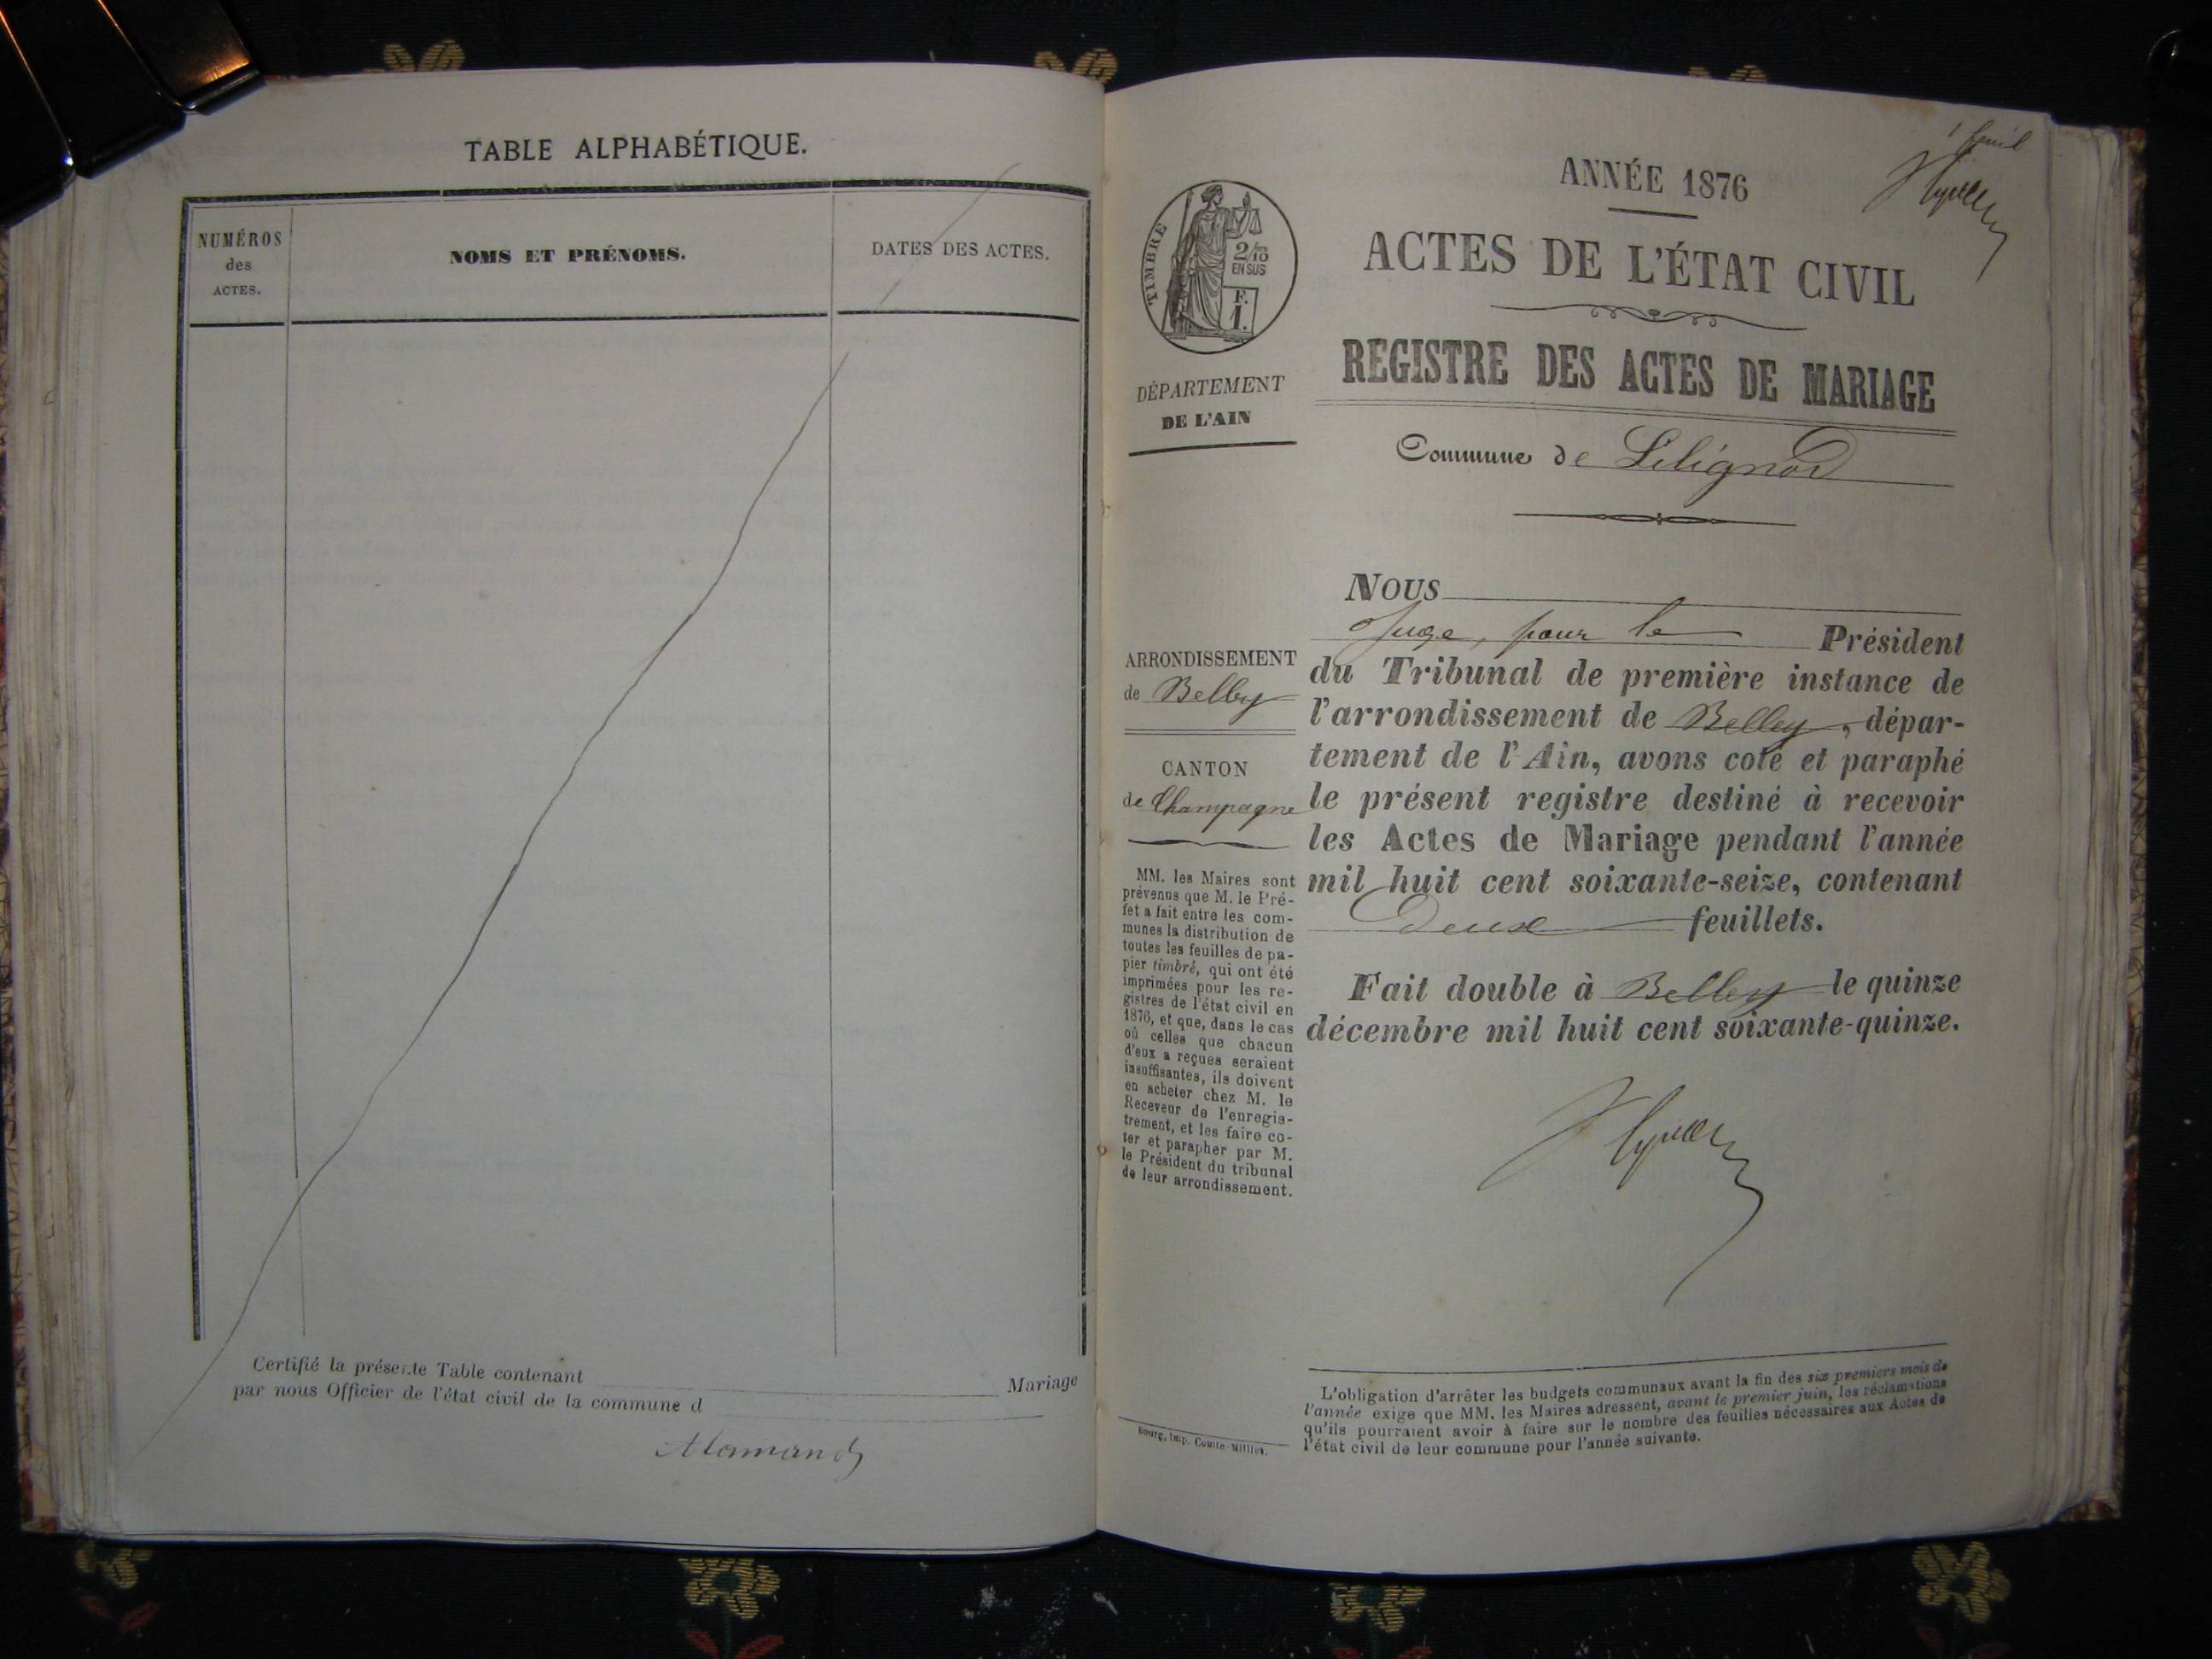 TABLE ALPHABÉTIQUE.
NUMÉROS
des
ACTES.
NOMS ET PRÉNOMS.
DATES DES ACTES.
Certifié la présente Table contenant Mariage
par nous Officier de l'état civil de la commune d
1
ANNÉE 1876
TIMBRE
2/10
EN SUS
F.
1.
ACTES DE L'ÉTAT CIVIL
REGISTRE DES ACTES DE MARIAGE
DÉPARTEMENT
DE L'AIN
Commune de Lilignod
ARRONDISSEMENT
de Belley
CANTON
de Champagne
MM. les Maires sont
prévenus que M. le Pré-
fet a fait entre les com-
munes la distribution de
toutes les feuilles de pa-
pier timbré, qui ont été
imprimées pour les re-
gistres de l'état civil en
1876, et que, dans le cas
où celles que chacun
d'eux a reçues seraient
insuffisantes, ils doivent
en acheter chez M. le
Receveur de l'enregis-
trement, et les faire co-
ter et parapher par M.
le Président du tribunal
de leur arrondissement.
Bourg, Imp. Comte-Milliet.
NOUS
Juge, pour le Président
du Tribunal de première instance de
l'arrondissement de Belley, dépar-
tement de l'Ain, avons coté et paraphé
le présent registre destiné à recevoir
les Actes de Mariage pendant l'année
mil huit cent soixante-seize, contenant
Deux feuillets.
Fait double à Belley le quinze
décembre mil huit cent soixante-quinze.
L'obligation d'arrêter les budgets communaux avant la fin des six premiers mois de
l'année exige que MM. les Maires adressent, avant le premier juin, les réclamations
qu'ils pourraient avoir à faire sur le nombre des feuilles nécessaires aux Actes de
l'état civil de leur commune pour l'année suivante.